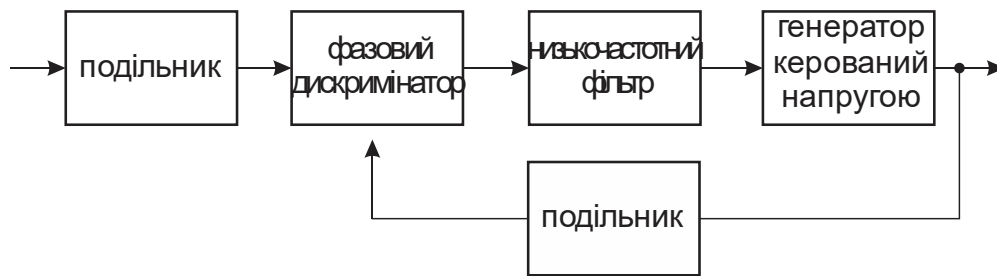 подільник
фазовий
дискримінатор
низькочастотний
фільтр
генератор
керований
напругою
подільник